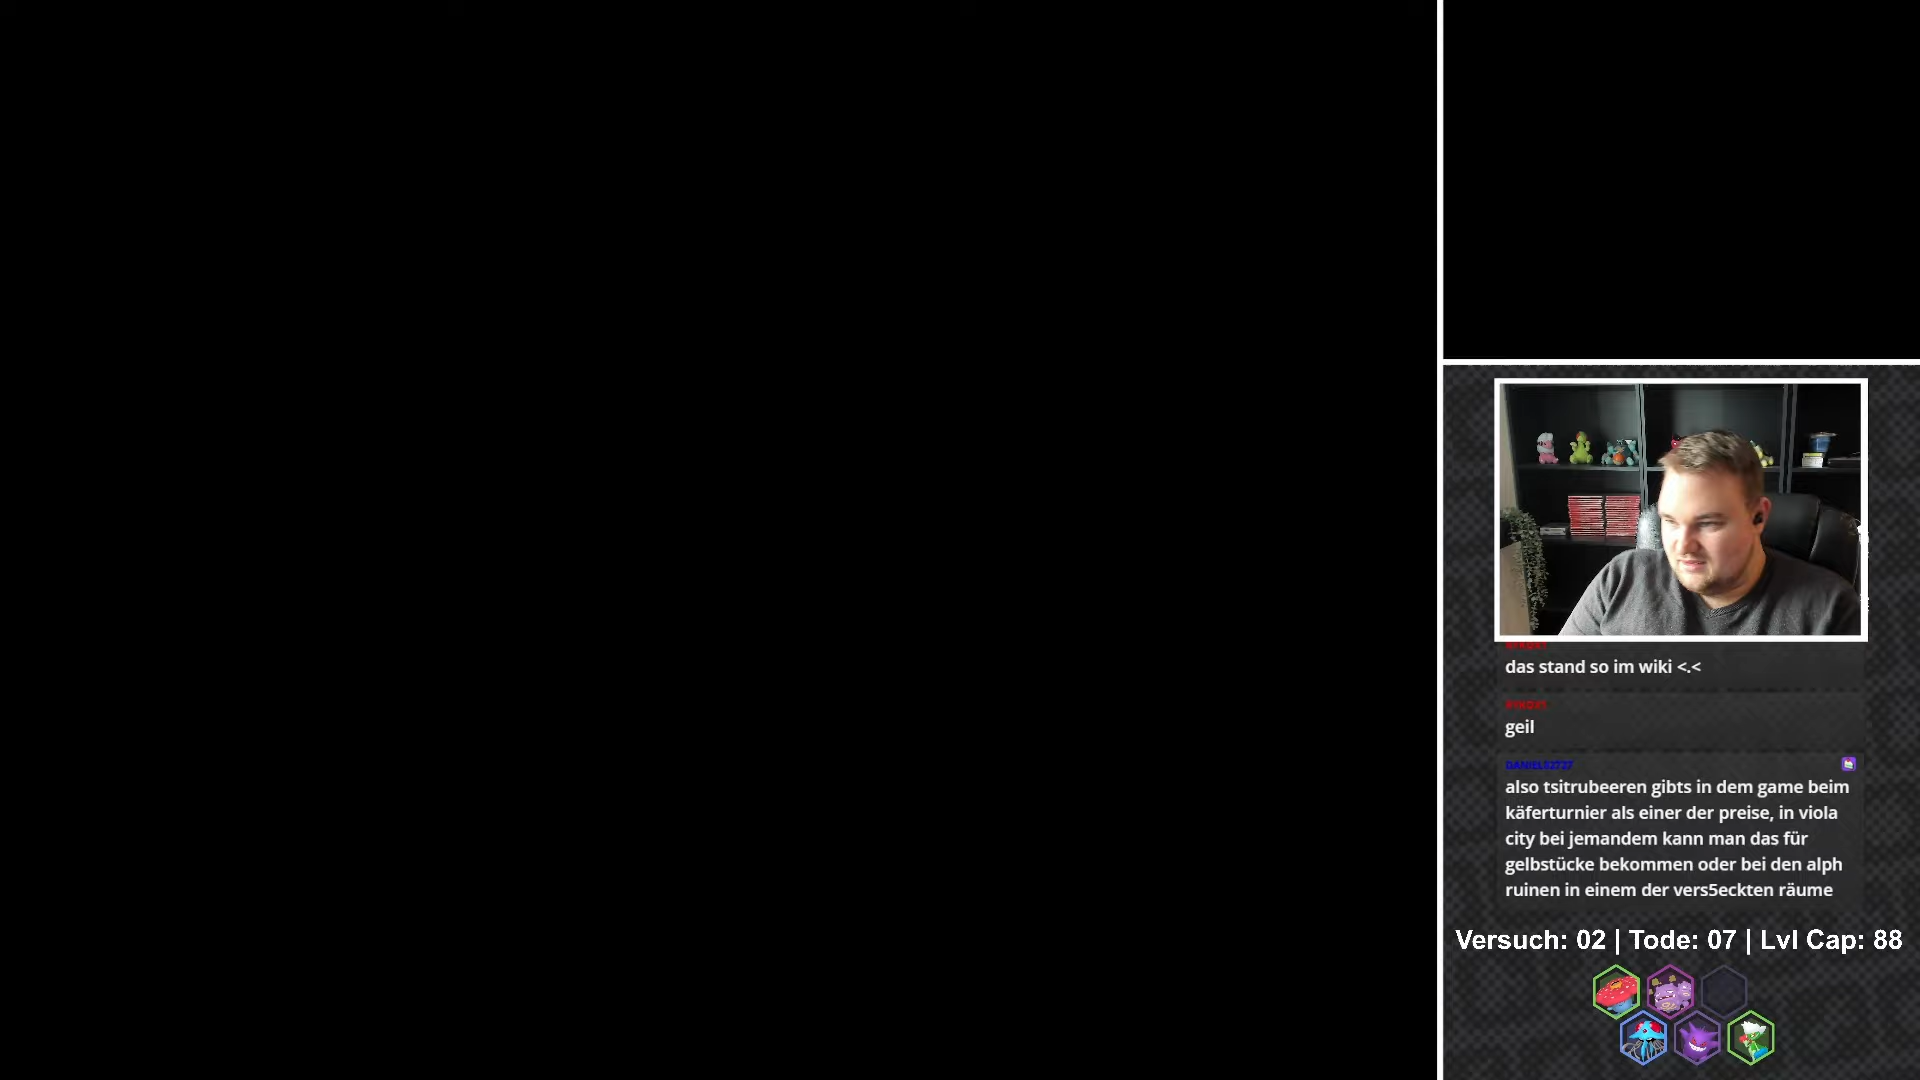 das stand so im wiki <.<
geil
DANIEL82727
also tsitrubeeren gibts in dem game beim
käferturnier als einer der preise, in viola
city bei jemandem kann man das für
gelbstücke bekommen oder bei den alph
ruinen in einem der vers5eckten räume
Versuch: 02 | Tode: 07 | Lvl Cap: 88